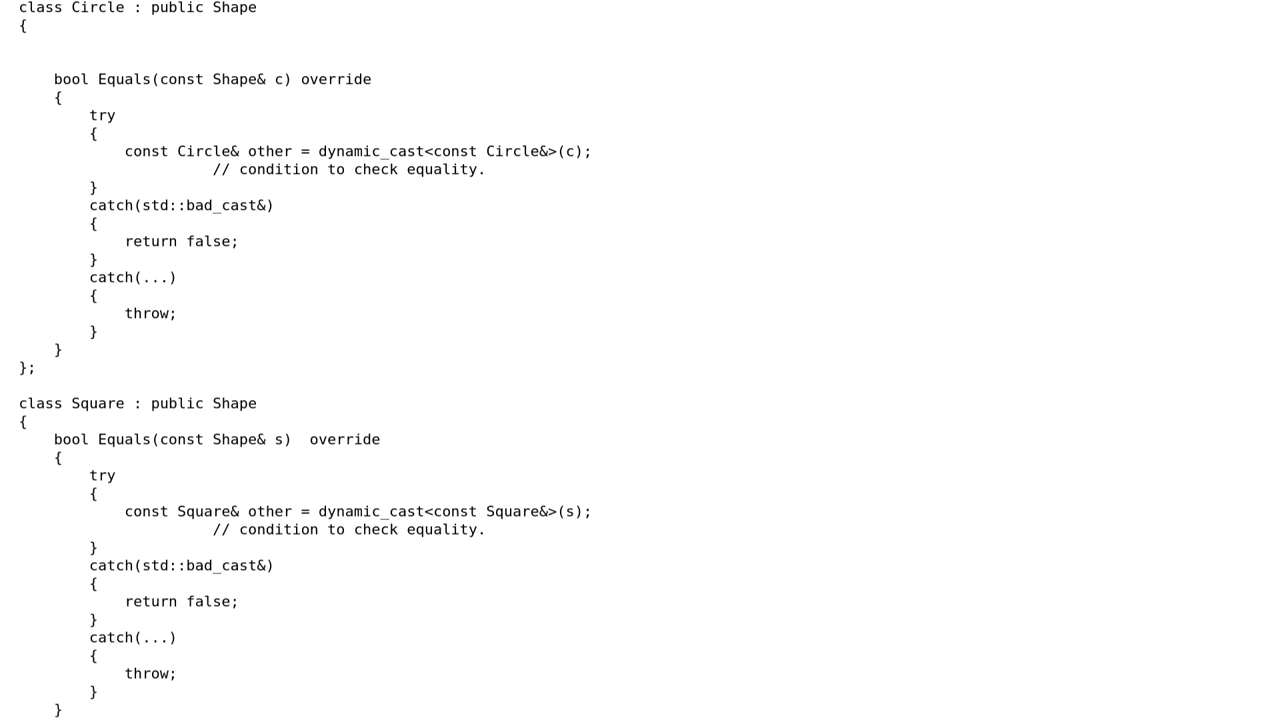 class Circle : public Shape
{
    bool Equals(const Shape& c) override
    {
        try
        {
            const Circle& other = dynamic_cast<const Circle&>(c);
                      // condition to check equality.
        }
        catch(std::bad_cast&)
        {
            return false;
        }
        catch(...)
        {
            throw;
        }
    }
};
class Square : public Shape
{
    bool Equals(const Shape& s)  override
    {
        try
        {
            const Square& other = dynamic_cast<const Square&>(s);
                      // condition to check equality.
        }
        catch(std::bad_cast&)
        {
            return false;
        }
        catch(...)
        {
            throw;
        }
    }